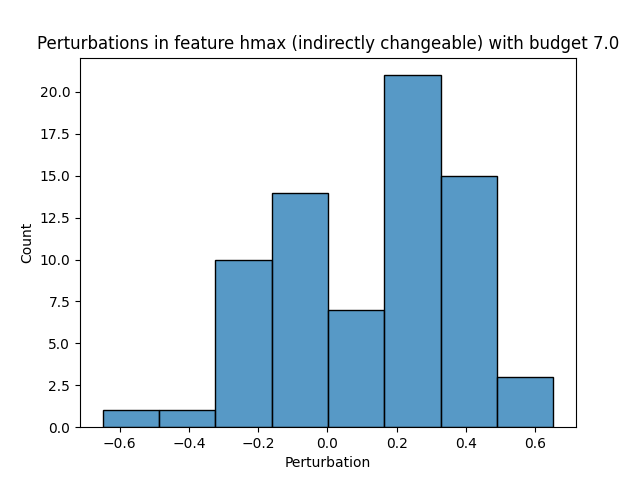 Perturbations in feature hmax (indirectly changeable) with budget 7.0
20.0
17.5
15.0
12.5
10.0
7.5
5.0
2.5
0.0
Count
−0.6 −0.4 −0.2 0.0 0.2 0.4 0.6
Perturbation